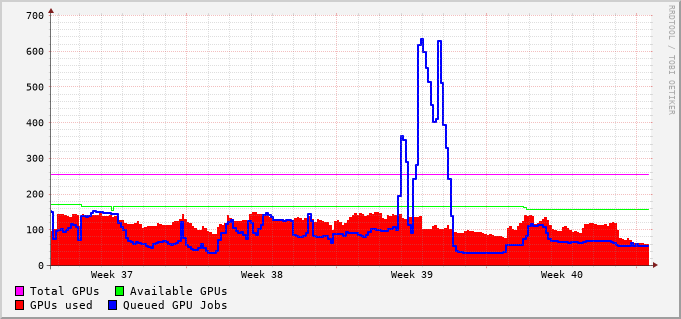 700
600
500
400
300
200
100
0
Week 37 Week 38 Week 39 Week 40
Total GPUs Available GPUs
GPUs used Queued GPU Jobs
RRDTOOL / TOBI OETIKER